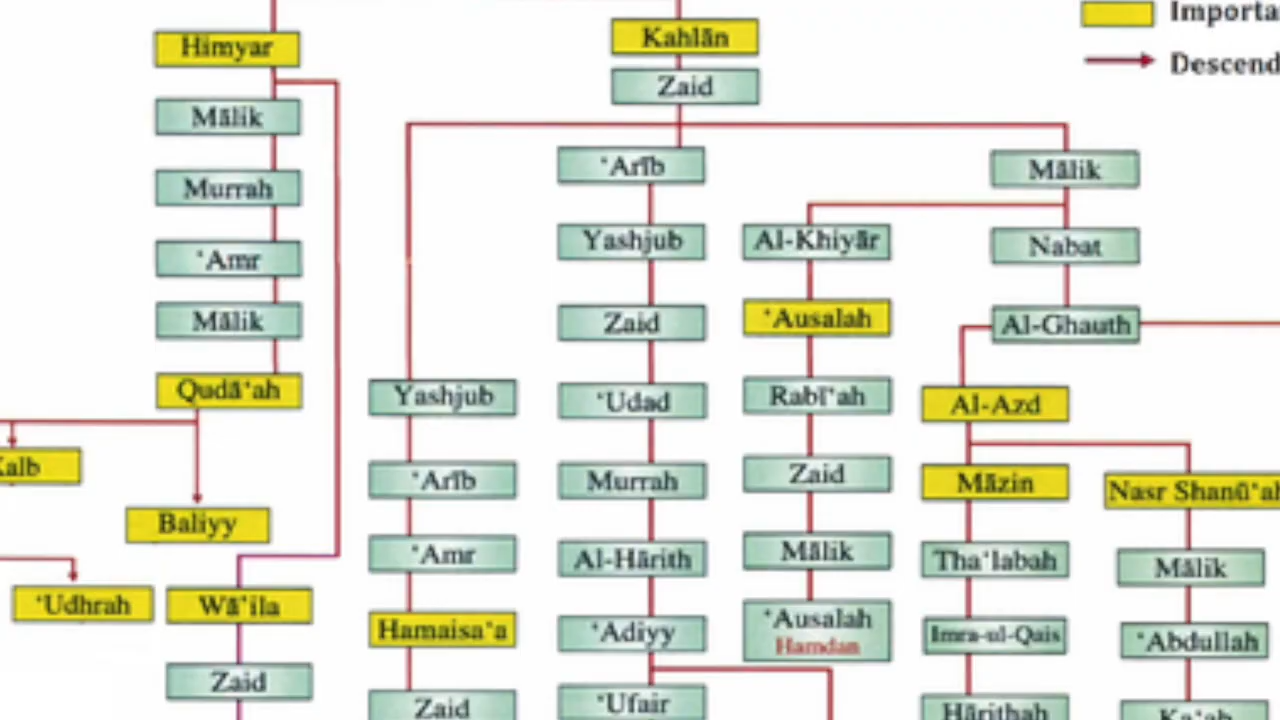 Himyar
Mālik
Murrah
‘Amr
Mālik
Qudā‘ah
Baliyy
‘Udhrah
Wā’ila
Zaid
Kahlān
Zaid
Yashjub
‘Arīb
‘Amr
Hamaisa‘a
Zaid
‘Arīb
Yashjub
Zaid
‘Udad
Murrah
Al-Hārith
‘Adiyy
‘Ufair
Mālik
Al-Khiyār
‘Ausalah
Rabī‘ah
Zaid
Mālik
‘Ausalah
Hamdan
Nabat
Al-Ghauth
Al-Azd
Māzin
Tha‘labah
Imra-ul-Qais
Hārithah
Nasr Shanū’ah
Mālik
‘Abdullah
Ka‘ab
Importa
Descend